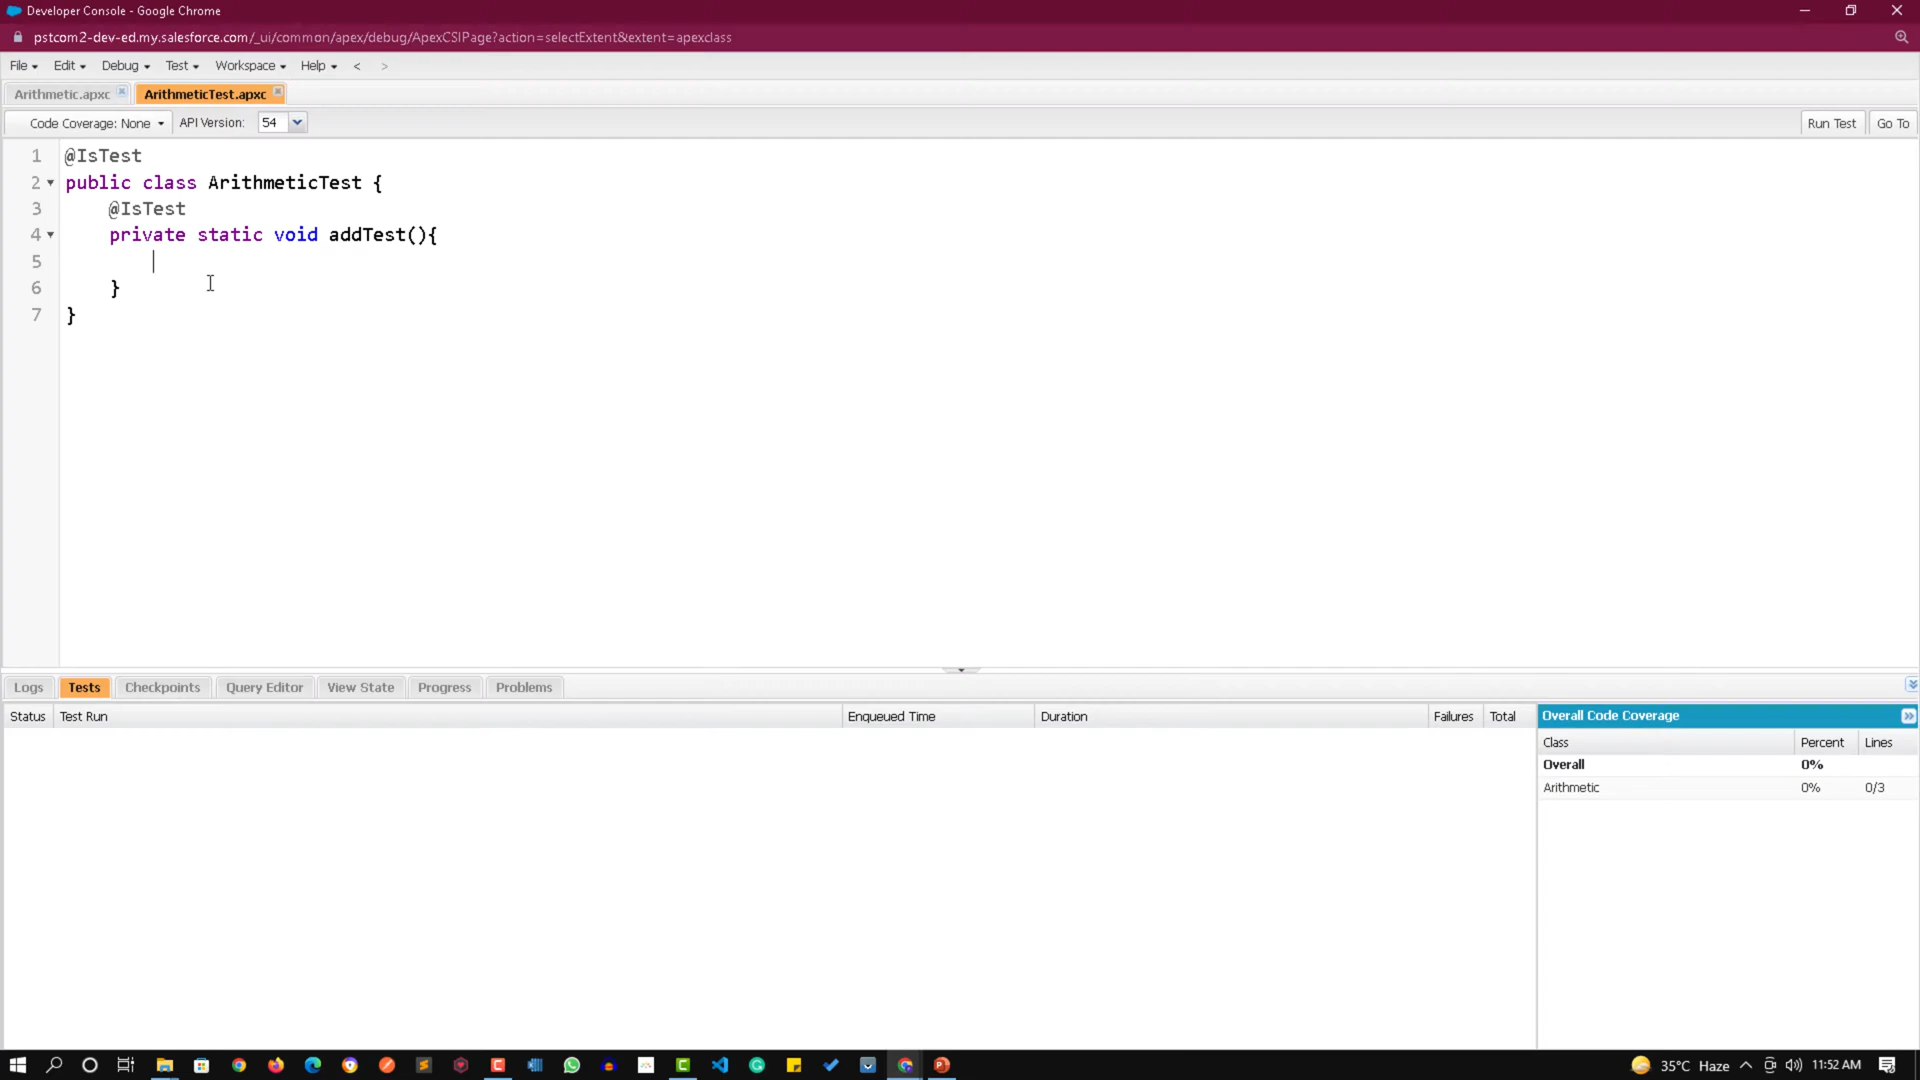 Developer Console - Google Chrome
pstcom2-dev-ed.my.salesforce.com/_ui/common/apex/debug/ApexCSIPage?action=selectExtent&extent=apexclass
File Edit Debug Test Workspace Help < >
Arithmetic.apxc ArithmeticTest.apxc
Code Coverage: None API Version: 54 Run Test Go To
1 @IsTest
2 public class ArithmeticTest {
3 @IsTest
4 private static void addTest(){
5
6 }
7 }
Logs Tests Checkpoints Query Editor View State Progress Problems
Status Test Run Enqueued Time Duration Failures Total Overall Code Coverage
Class Percent Lines
Overall 0%
Arithmetic 0% 0/3
35°C Haze 11:52 AM